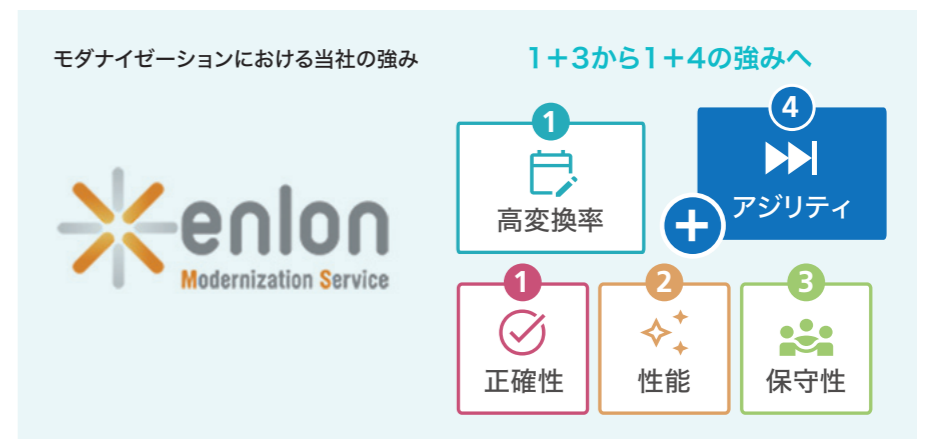 モダナイゼーションにおける当社の強み
1+3から1+4の強みへ
Xenlon
Modernization Service
1
高変換率
4
アジリティ
+
1
正確性
2
性能
3
保守性